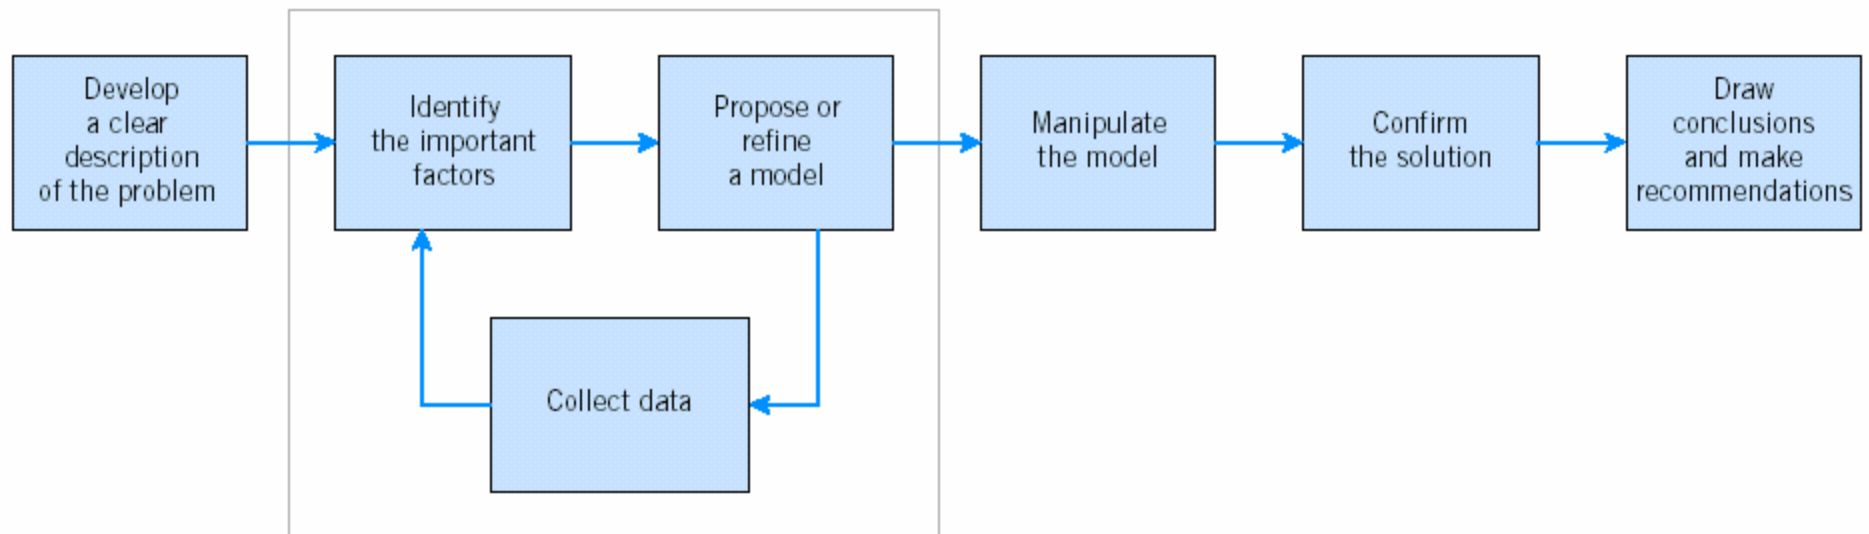 Develop
a clear
description
of the problem
Identify
the important
factors
Propose or
refine
a model
Manipulate
the model
Confirm
the solution
Draw
conclusions
and make
recommendations
Collect data